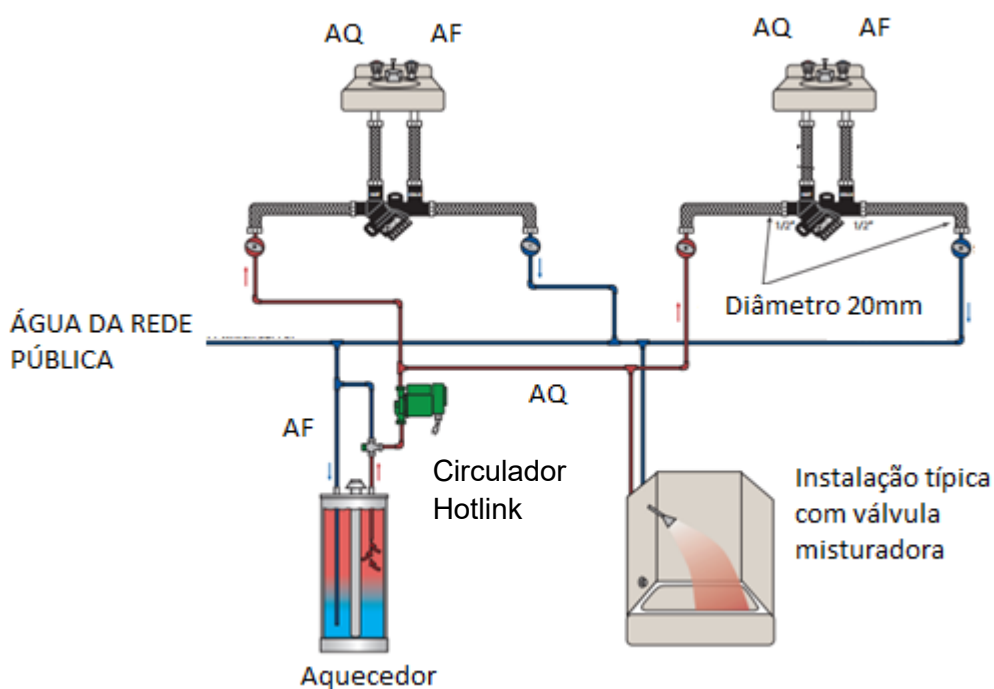 AQ AF
AQ AF
1/2" 1/2"
Diâmetro 20mm
ÁGUA DA REDE
PÚBLICA
AQ
AF
Circulador
Hotlink
Instalação típica
com válvula
misturadora
Aquecedor